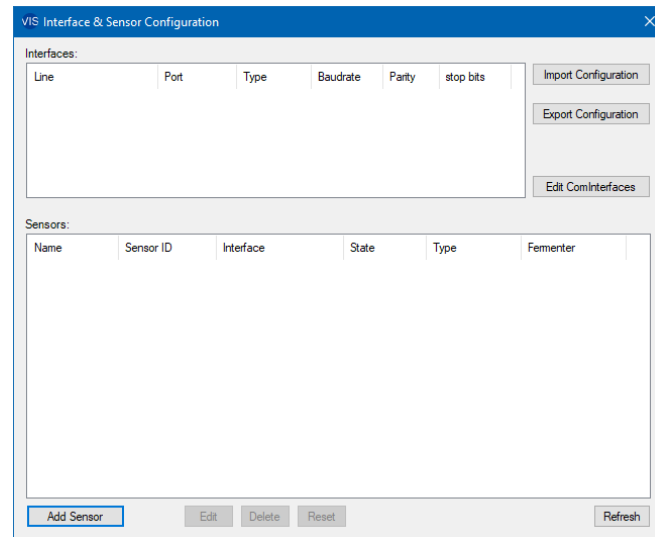 VIS Interface & Sensor Configuration
Interfaces:
Line Port Type Baudrate Parity stop bits
Import Configuration
Export Configuration
Edit ComInterfaces
Sensors:
Name Sensor ID Interface State Type Fermenter
Add Sensor Edit Delete Reset Refresh